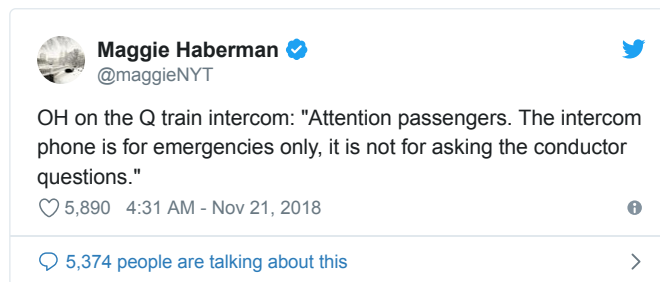 Maggie Haberman
@maggieNYT
OH on the Q train intercom: "Attention passengers. The intercom
phone is for emergencies only, it is not for asking the conductor
questions."
5,890 4:31 AM - Nov 21, 2018
5,374 people are talking about this